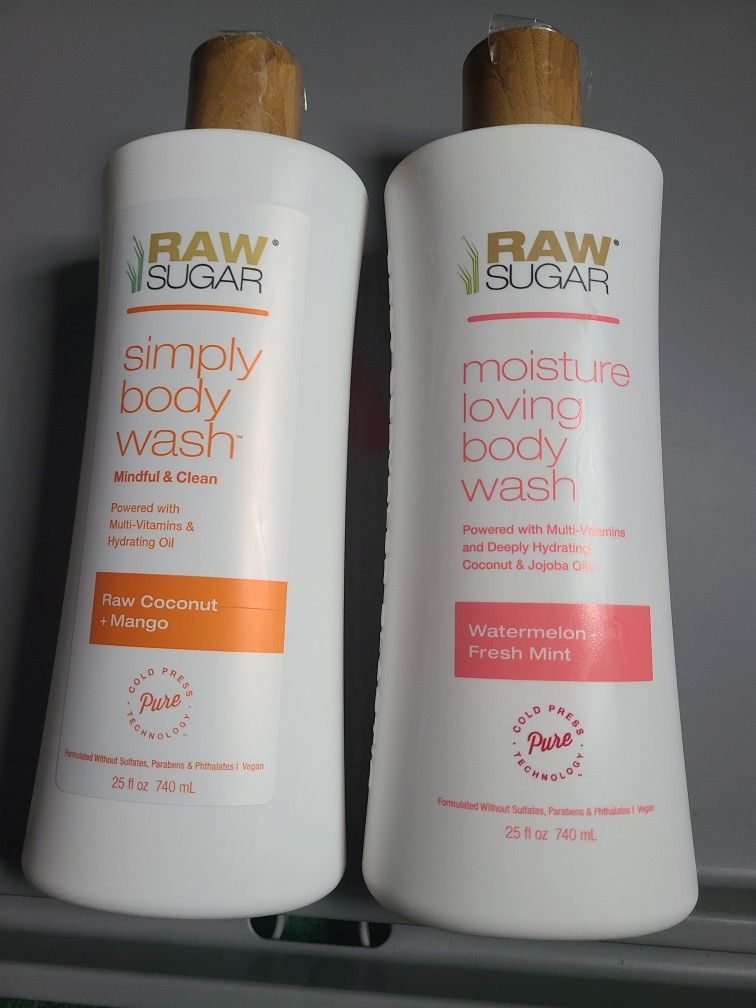 RAW®
SUGAR
simply
body
wash™
Mindful & Clean
Powered with
Multi-Vitamins &
Hydrating Oil
Raw Coconut
+ Mango
COLD PRESS
Pure
TECHNOLOGY
Formulated Without Sulfates, Parabens & Phthalates | Vegan
25 fl oz 740 mL
RAW®
SUGAR
moisture
loving
body
wash
Powered with Multi-Vitamins
and Deeply Hydrating
Coconut & Jojoba Oils
Watermelon +
Fresh Mint
COLD PRESS
Pure
TECHNOLOGY
Formulated Without Sulfates, Parabens & Phthalates | Vegan
25 fl oz 740 mL